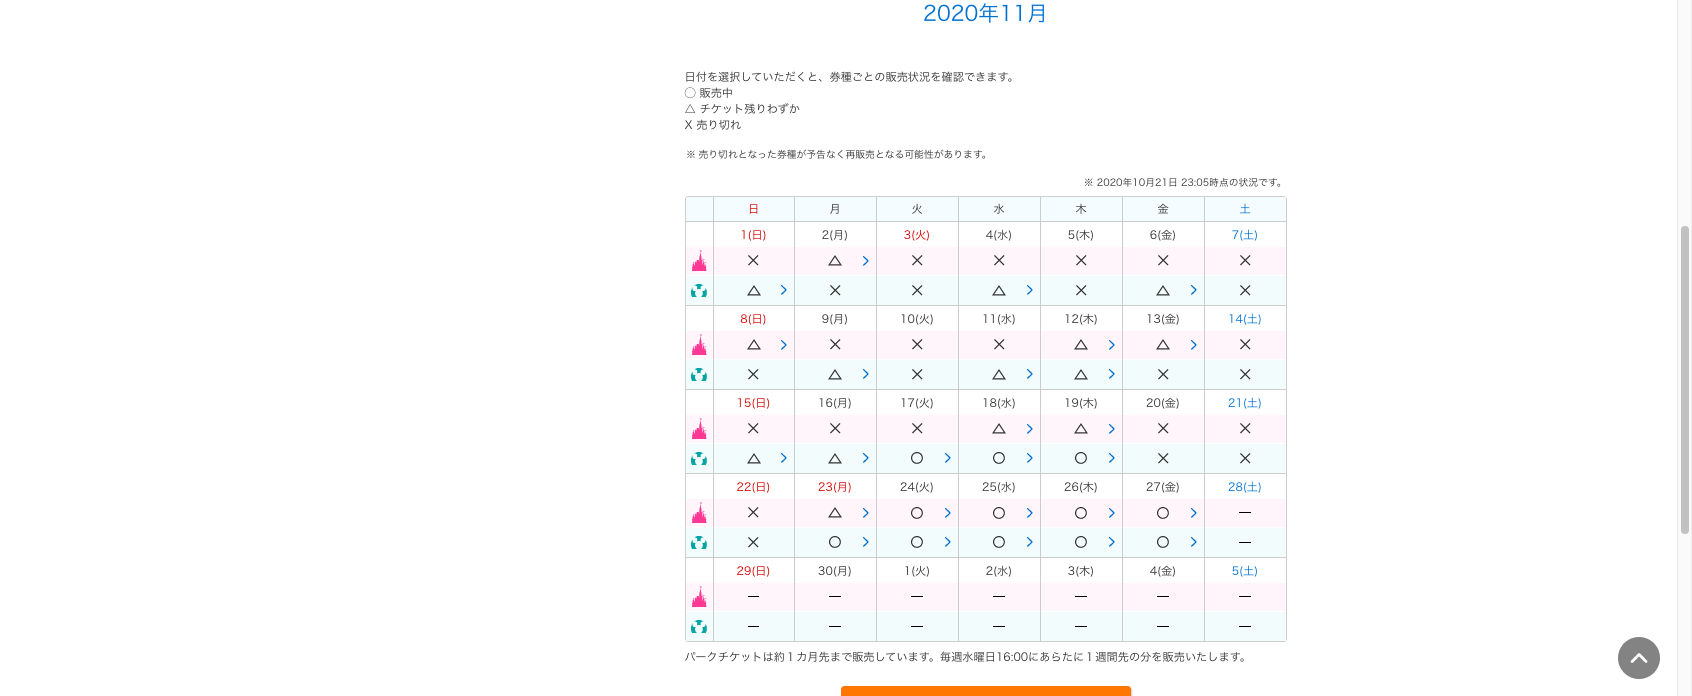 2020年11月
日付を選択していただくと、券種ごとの販売状況を確認できます。
○ 販売中
△ チケット残りわずか
X 売り切れ
※ 売り切れとなった券種が予告なく再販売となる可能性があります。
※ 2020年10月21日 23:05時点の状況です。
日 月 火 水 木 金 土
1(日) 2(月) 3(火) 4(水) 5(木) 6(金) 7(土)
× △ × × × × ×
△ × × △ × △ ×
8(日) 9(月) 10(火) 11(水) 12(木) 13(金) 14(土)
△ × × × △ △ ×
× △ × △ △ × ×
15(日) 16(月) 17(火) 18(水) 19(木) 20(金) 21(土)
× × × △ △ × ×
△ △ ○ ○ ○ × ×
22(日) 23(月) 24(火) 25(水) 26(木) 27(金) 28(土)
× △ ○ ○ ○ ○ —
× ○ ○ ○ ○ ○ —
29(日) 30(月) 1(火) 2(水) 3(木) 4(金) 5(土)
— — — — — — —
— — — — — — —
パークチケットは約１カ月先まで販売しています。毎週水曜日16:00にあらたに１週間先の分を販売いたします。